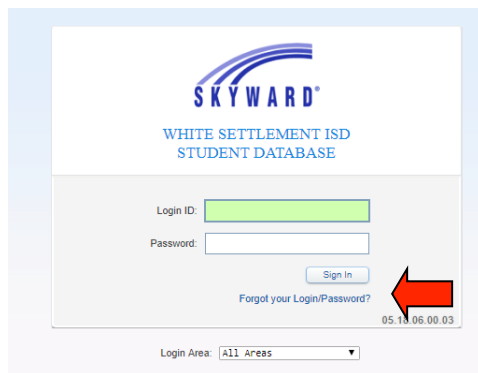 SKYWARD®
WHITE SETTLEMENT ISD
STUDENT DATABASE
Login ID:
Password:
Sign In
Forgot your Login/Password?
05.18.06.00.03
Login Area: All Areas